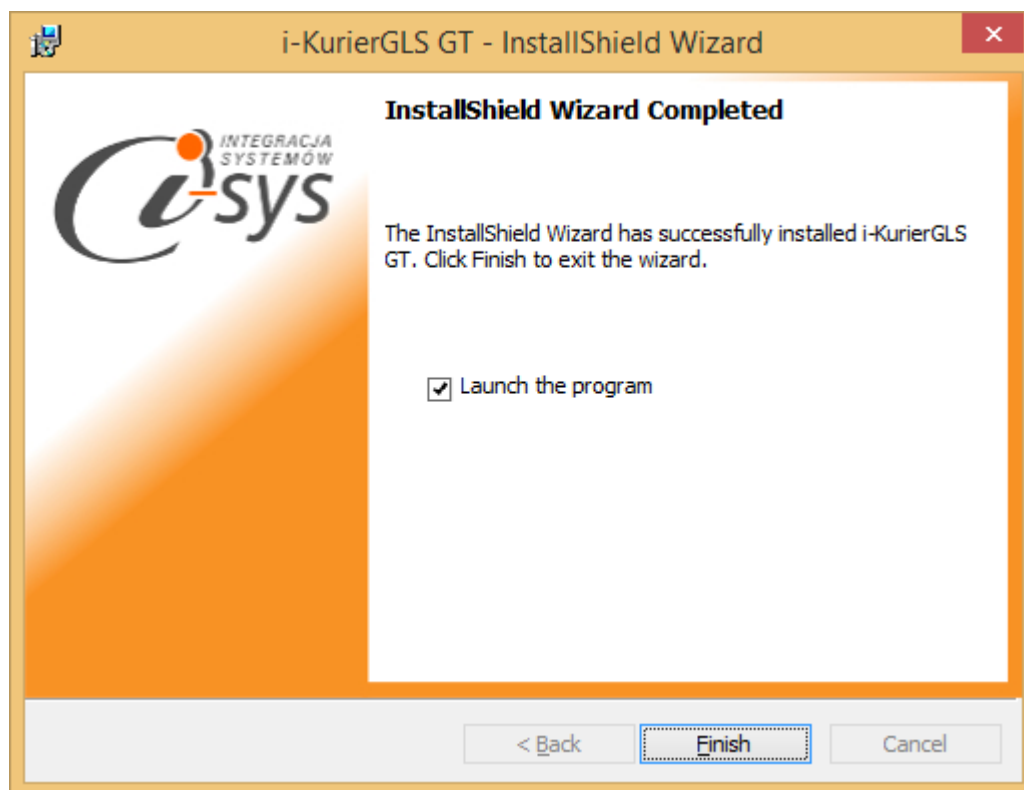 i-KurierGLS GT - InstallShield Wizard
INTEGRACJA
SYSTEMÓW
i-sys
InstallShield Wizard Completed
The InstallShield Wizard has successfully installed i-KurierGLS
GT. Click Finish to exit the wizard.
Launch the program
< Back
Finish
Cancel